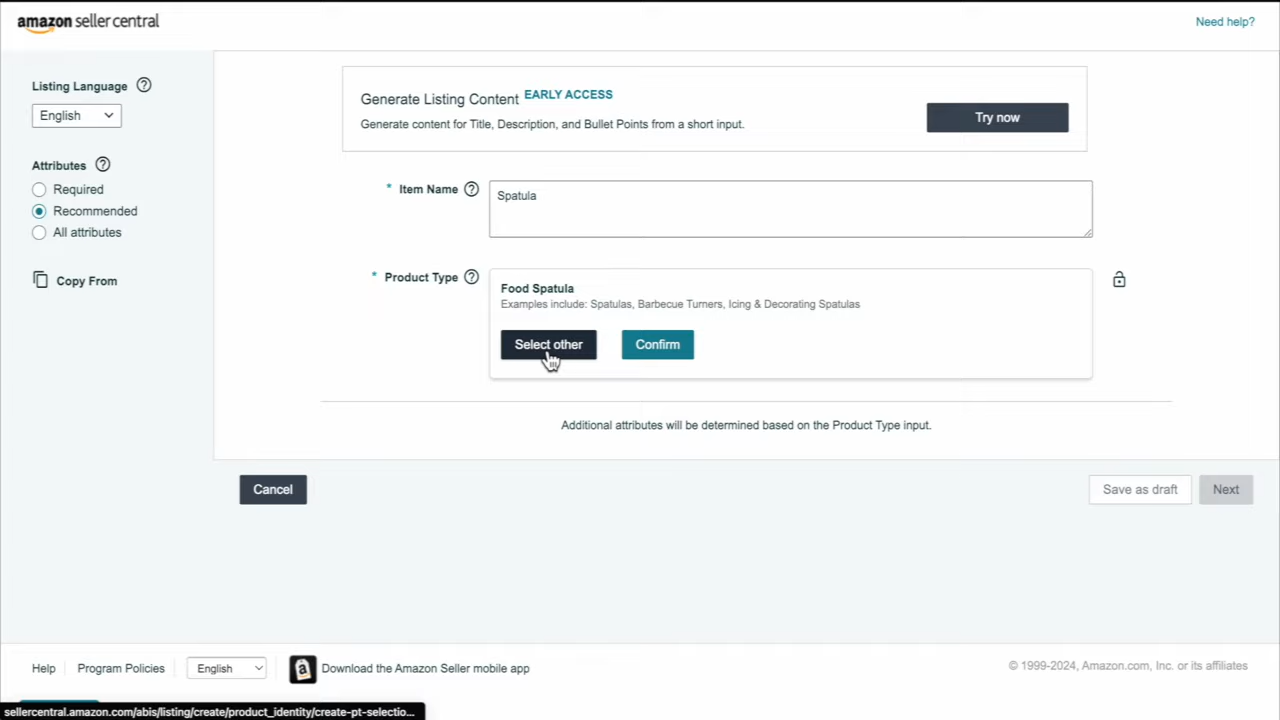 amazon seller central
Need help?
Listing Language
English
Attributes
Required
Recommended
All attributes
Copy From
Generate Listing Content EARLY ACCESS
Generate content for Title, Description, and Bullet Points from a short input.
Try now
* Item Name
Spatula
* Product Type
Food Spatula
Examples include: Spatulas, Barbecue Turners, Icing & Decorating Spatulas
Select other
Confirm
Additional attributes will be determined based on the Product Type input.
Cancel
Save as draft
Next
Help
Program Policies
English
Download the Amazon Seller mobile app
© 1999-2024, Amazon.com, Inc. or its affiliates
sellercentral.amazon.com/abis/listing/create/product_identity/create-pt-selectio...